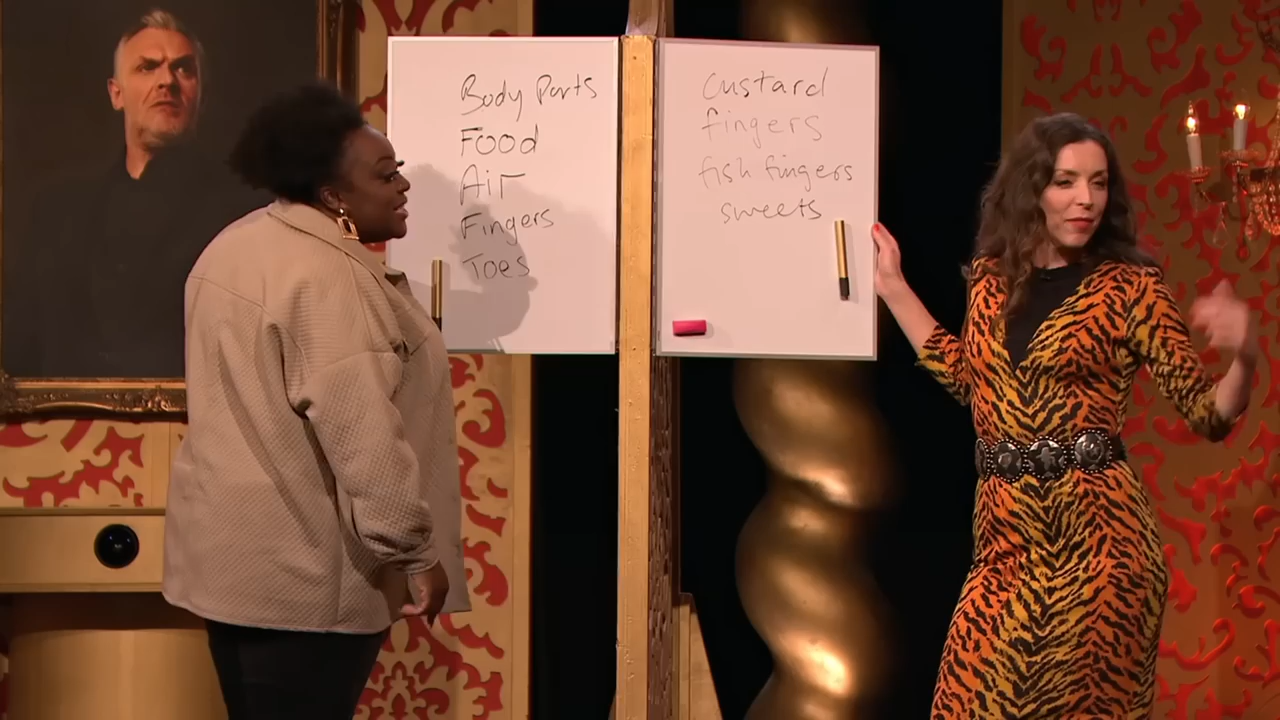 Body Parts
Food
Air
Fingers
Toes
custard
fingers
fish fingers
sweets